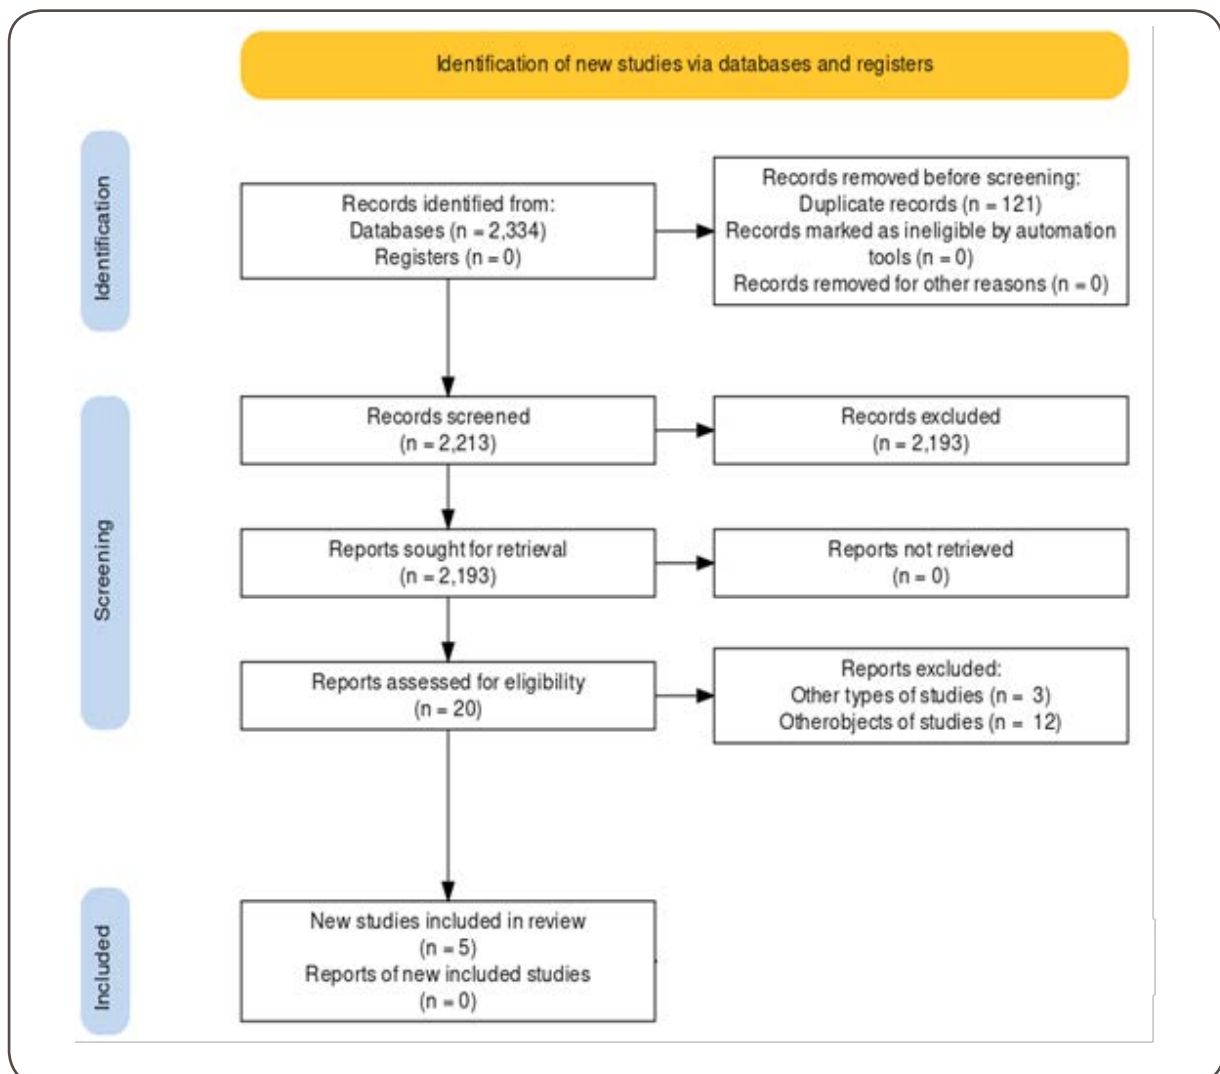 Identification of new studies via databases and registers
Identification
Records identified from:
Databases (n = 2,334)
Registers (n = 0)
Records removed before screening:
Duplicate records (n = 121)
Records marked as ineligible by automation
tools (n = 0)
Records removed for other reasons (n = 0)
Screening
Records screened
(n = 2,213)
Records excluded
(n = 2,193)
Reports sought for retrieval
(n = 2,193)
Reports not retrieved
(n = 0)
Reports assessed for eligibility
(n = 20)
Reports excluded:
Other types of studies (n = 3)
Otherobjects of studies (n = 12)
Included
New studies included in review
(n = 5)
Reports of new included studies
(n = 0)